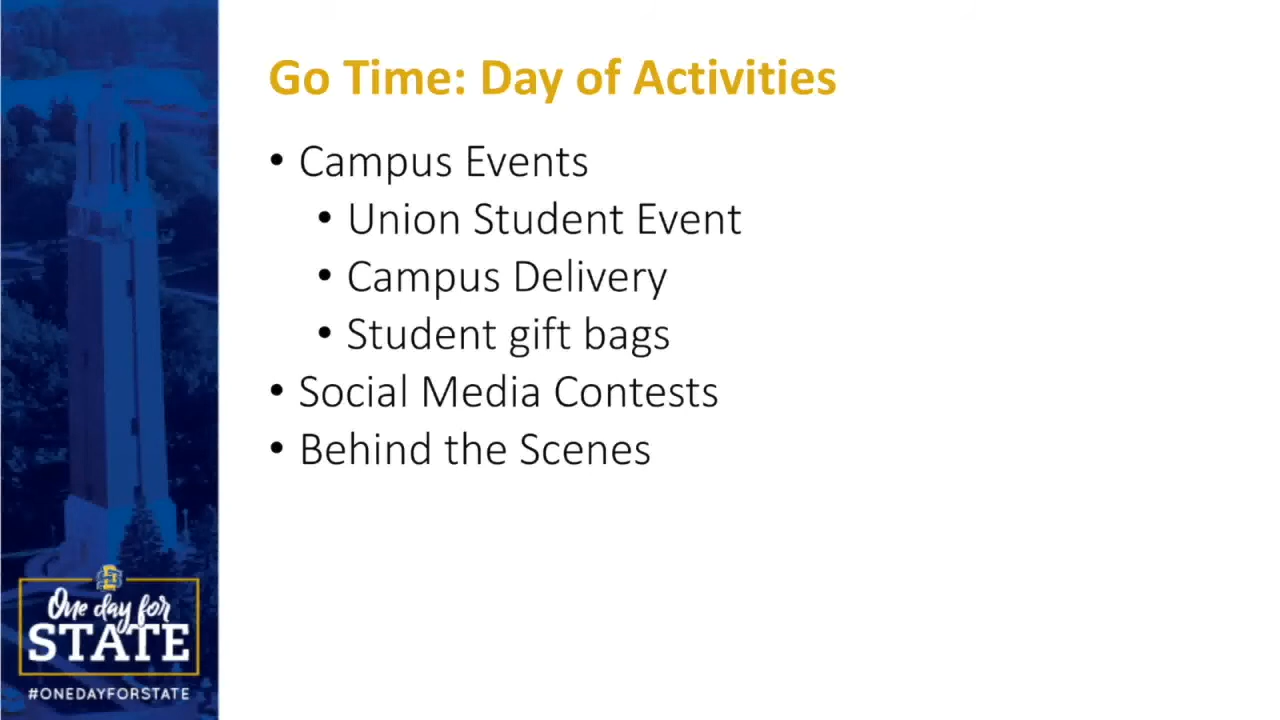 Go Time: Day of Activities
• Campus Events
• Union Student Event
• Campus Delivery
• Student gift bags
• Social Media Contests
• Behind the Scenes
One day for
STATE
#ONEDAYFORSTATE